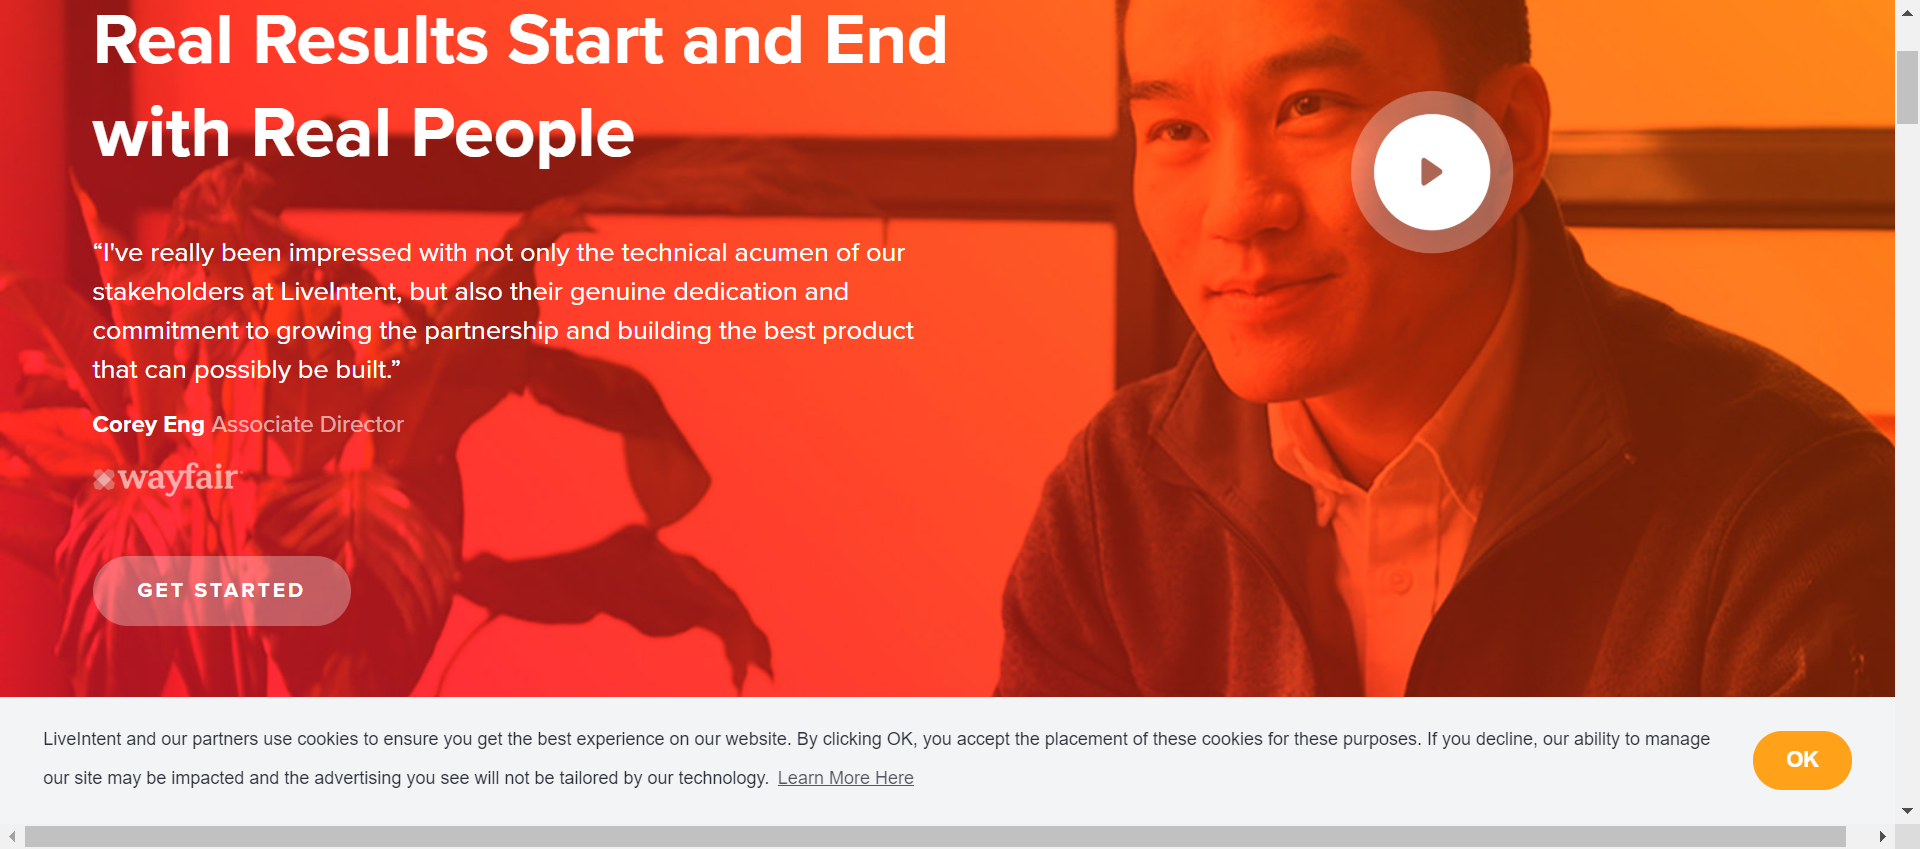 Real Results Start and End
with Real People
“I've really been impressed with not only the technical acumen of our
stakeholders at LiveIntent, but also their genuine dedication and
commitment to growing the partnership and building the best product
that can possibly be built.”
Corey Eng Associate Director
wayfair
GET STARTED
LiveIntent and our partners use cookies to ensure you get the best experience on our website. By clicking OK, you accept the placement of these cookies for these purposes. If you decline, our ability to manage
our site may be impacted and the advertising you see will not be tailored by our technology. Learn More Here
OK